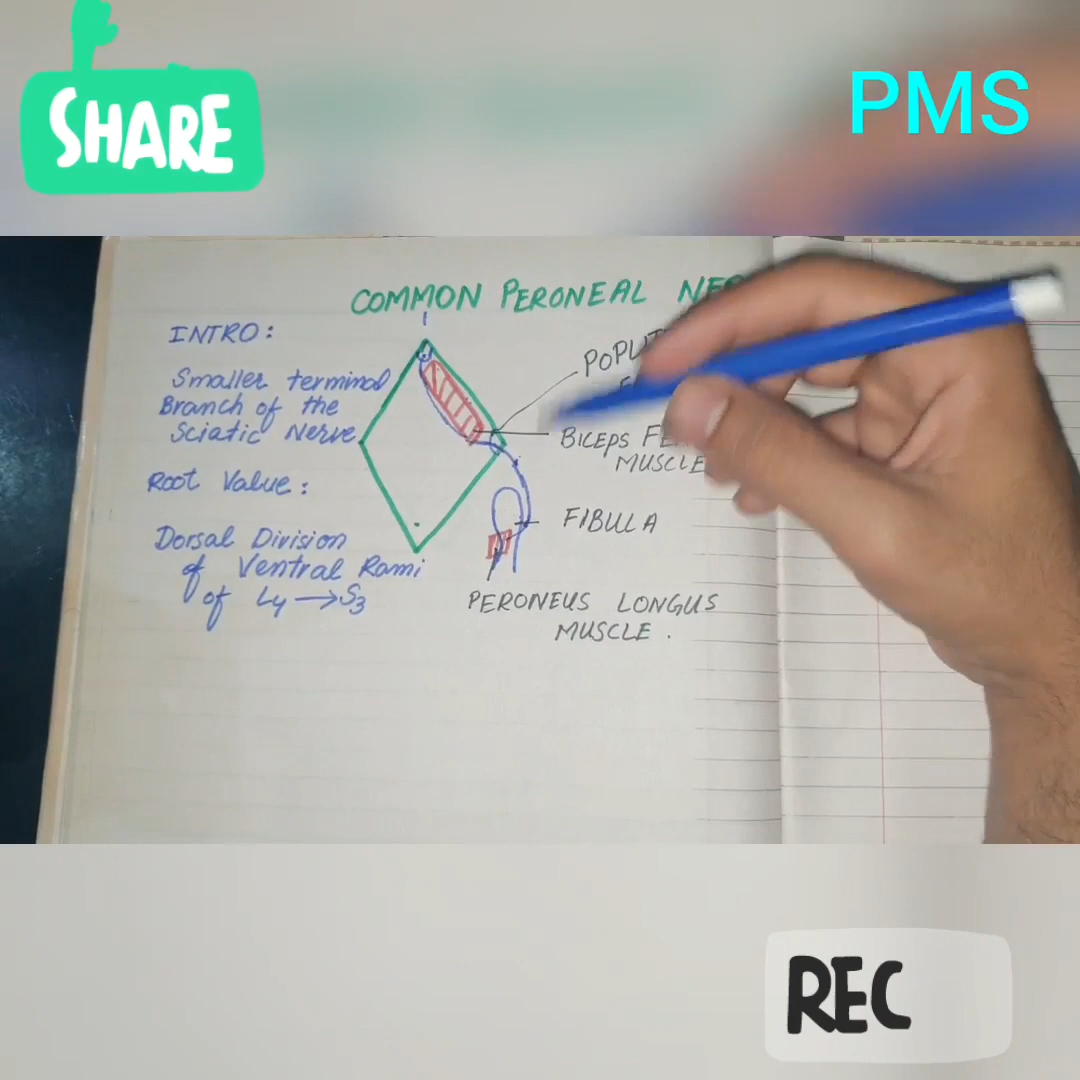 SHARE
PMS
COMMON PERONEAL
INTRO:
Smaller terminal
Branch of the
Sciatic Nerve
Root Value:
Dorsal Division
of Ventral Rami
of L4 → S3
BICEPS
MUSCLE
FIBULA
PERONEUS LONGUS
MUSCLE.
REC